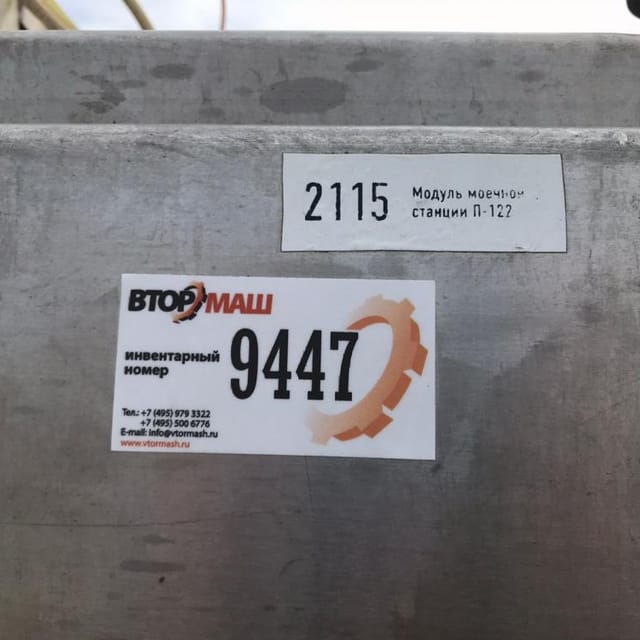 2115
Модуль моечной
станции П-122
ВТОРМАШ
инвентарный
номер
9447
Тел.: +7 (495) 979 3322
+7 (495) 500 6776
E-mail: info@vtormash.ru
www.vtormash.ru